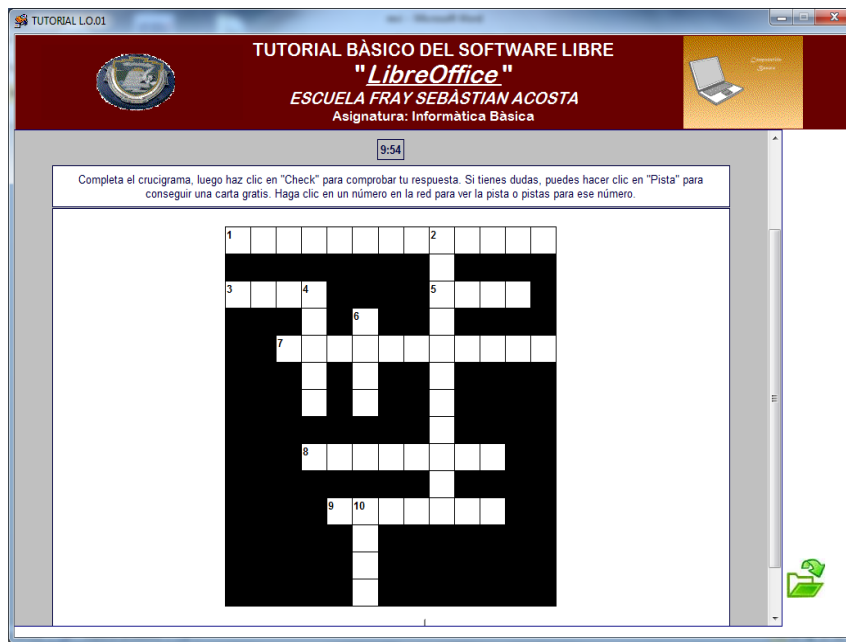 TUTORIAL L.O.01
TUTORIAL BÀSICO DEL SOFTWARE LIBRE
"LibreOffice"
ESCUELA FRAY SEBÀSTIAN ACOSTA
Asignatura: Informàtica Bàsica
Computación
Básica
9:54
Completa el crucigrama, luego haz clic en "Check" para comprobar tu respuesta. Si tienes dudas, puedes hacer clic en "Pista" para
conseguir una carta gratis. Haga clic en un número en la red para ver la pista o pistas para ese número.
1 2
3 4 5
6
7
8
9 10